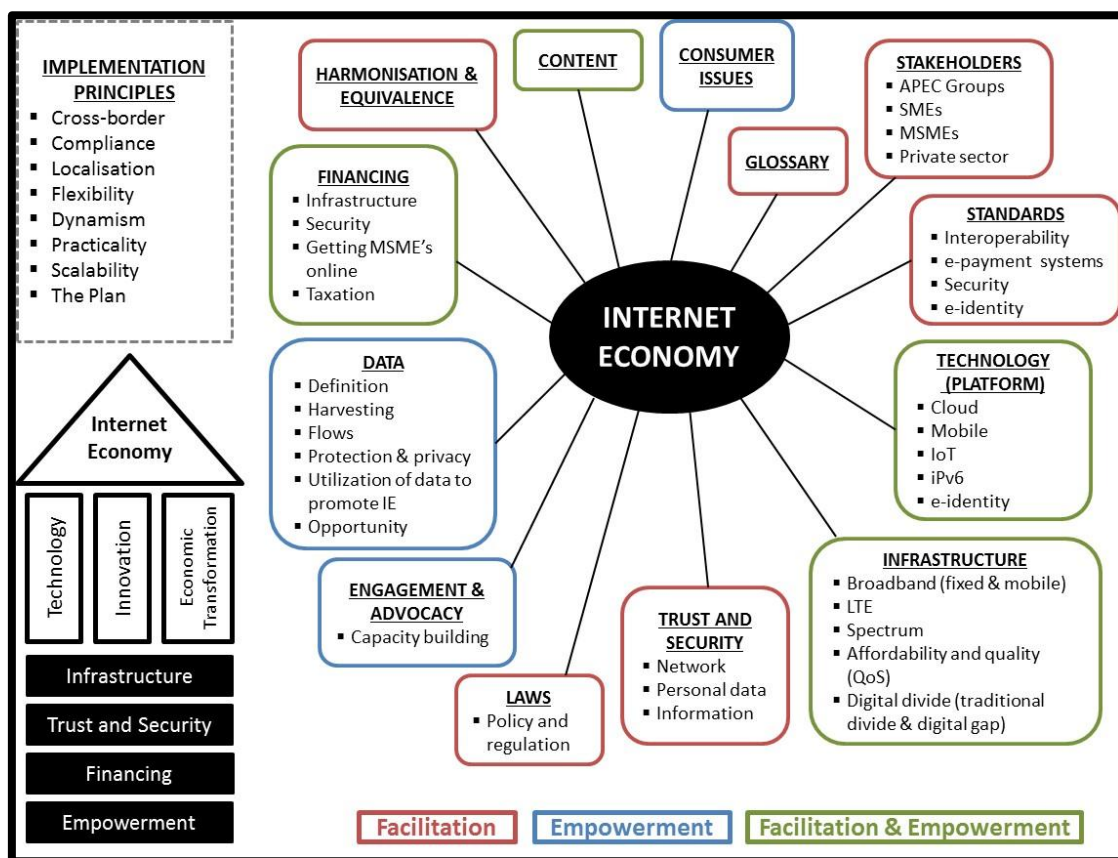 IMPLEMENTATION
PRINCIPLES
▪ Cross-border
▪ Compliance
▪ Localisation
▪ Flexibility
▪ Dynamism
▪ Practicality
▪ Scalability
▪ The Plan
Internet
Economy
Technology
Innovation
Economic
Transformation
Infrastructure
Trust and Security
Financing
Empowerment
HARMONISATION &
EQUIVALENCE
CONTENT
CONSUMER
ISSUES
GLOSSARY
STAKEHOLDERS
▪ APEC Groups
▪ SMEs
▪ MSMEs
▪ Private sector
FINANCING
▪ Infrastructure
▪ Security
▪ Getting MSME’s
online
▪ Taxation
STANDARDS
▪ Interoperability
▪ e-payment systems
▪ Security
▪ e-identity
INTERNET
ECONOMY
DATA
▪ Definition
▪ Harvesting
▪ Flows
▪ Protection & privacy
▪ Utilization of data to
promote IE
▪ Opportunity
TECHNOLOGY
(PLATFORM)
▪ Cloud
▪ Mobile
▪ IoT
▪ iPv6
▪ e-identity
ENGAGEMENT &
ADVOCACY
▪ Capacity building
LAWS
▪ Policy and
regulation
TRUST AND
SECURITY
▪ Network
▪ Personal data
▪ Information
INFRASTRUCTURE
▪ Broadband (fixed & mobile)
▪ LTE
▪ Spectrum
▪ Affordability and quality
(QoS)
▪ Digital divide (traditional
divide & digital gap)
Facilitation
Empowerment
Facilitation & Empowerment